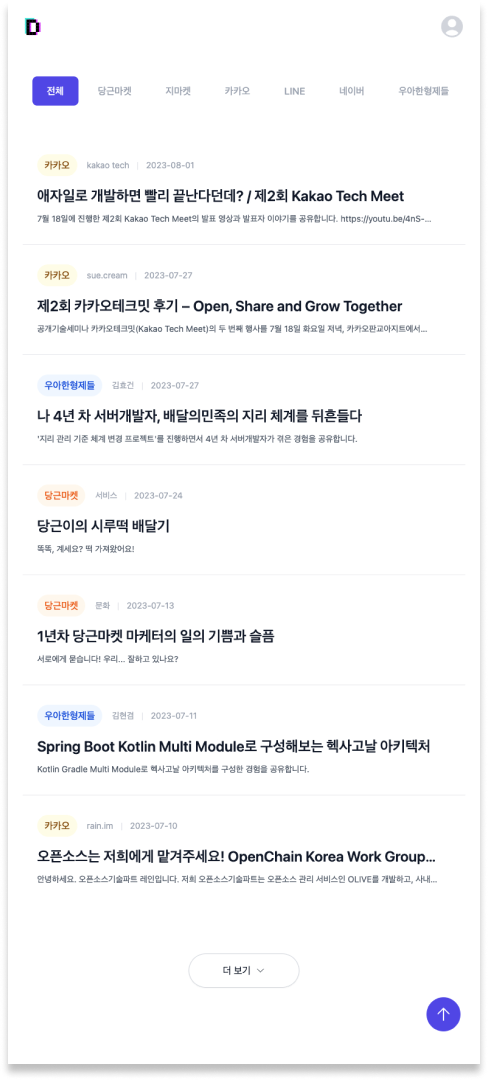 D
전체 당근마켓 지마켓 카카오 LINE 네이버 우아한형제들
카카오 kakao tech | 2023-08-01
애자일로 개발하면 빨리 끝난다던데? / 제2회 Kakao Tech Meet
7월 18일에 진행한 제2회 Kakao Tech Meet의 발표 영상과 발표자 이야기를 공유합니다. https://youtu.be/4nS-...
카카오 sue.cream | 2023-07-27
제2회 카카오테크밋 후기 – Open, Share and Grow Together
공개기술세미나 카카오테크밋(Kakao Tech Meet)의 두 번째 행사를 7월 18일 화요일 저녁, 카카오판교아지트에서...
우아한형제들 김효건 | 2023-07-27
나 4년 차 서버개발자, 배달의민족의 지리 체계를 뒤흔들다
'지리 관리 기준 체계 변경 프로젝트'를 진행하면서 4년 차 서버개발자가 겪은 경험을 공유합니다.
당근마켓 서비스 | 2023-07-24
당근이의 시루떡 배달기
똑똑, 계세요? 떡 가져왔어요!
당근마켓 문화 | 2023-07-13
1년차 당근마켓 마케터의 일의 기쁨과 슬픔
서로에게 묻습니다! 우리... 잘하고 있나요?
우아한형제들 김현겸 | 2023-07-11
Spring Boot Kotlin Multi Module로 구성해보는 헥사고날 아키텍처
Kotlin Gradle Multi Module로 헥사고날 아키텍처를 구성한 경험을 공유합니다.
카카오 rain.im | 2023-07-10
오픈소스는 저희에게 맡겨주세요! OpenChain Korea Work Group...
안녕하세요. 오픈소스기술파트 레인입니다. 저희 오픈소스기술파트는 오픈소스 관리 서비스인 OLIVE를 개발하고, 사내...
더 보기